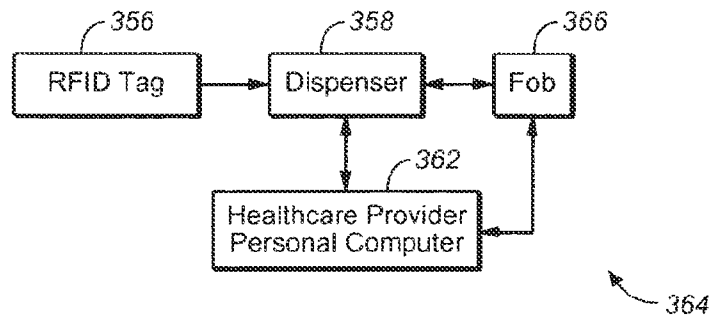 356
358
366
RFID Tag
Dispenser
Fob
362
Healthcare Provider
Personal Computer
364